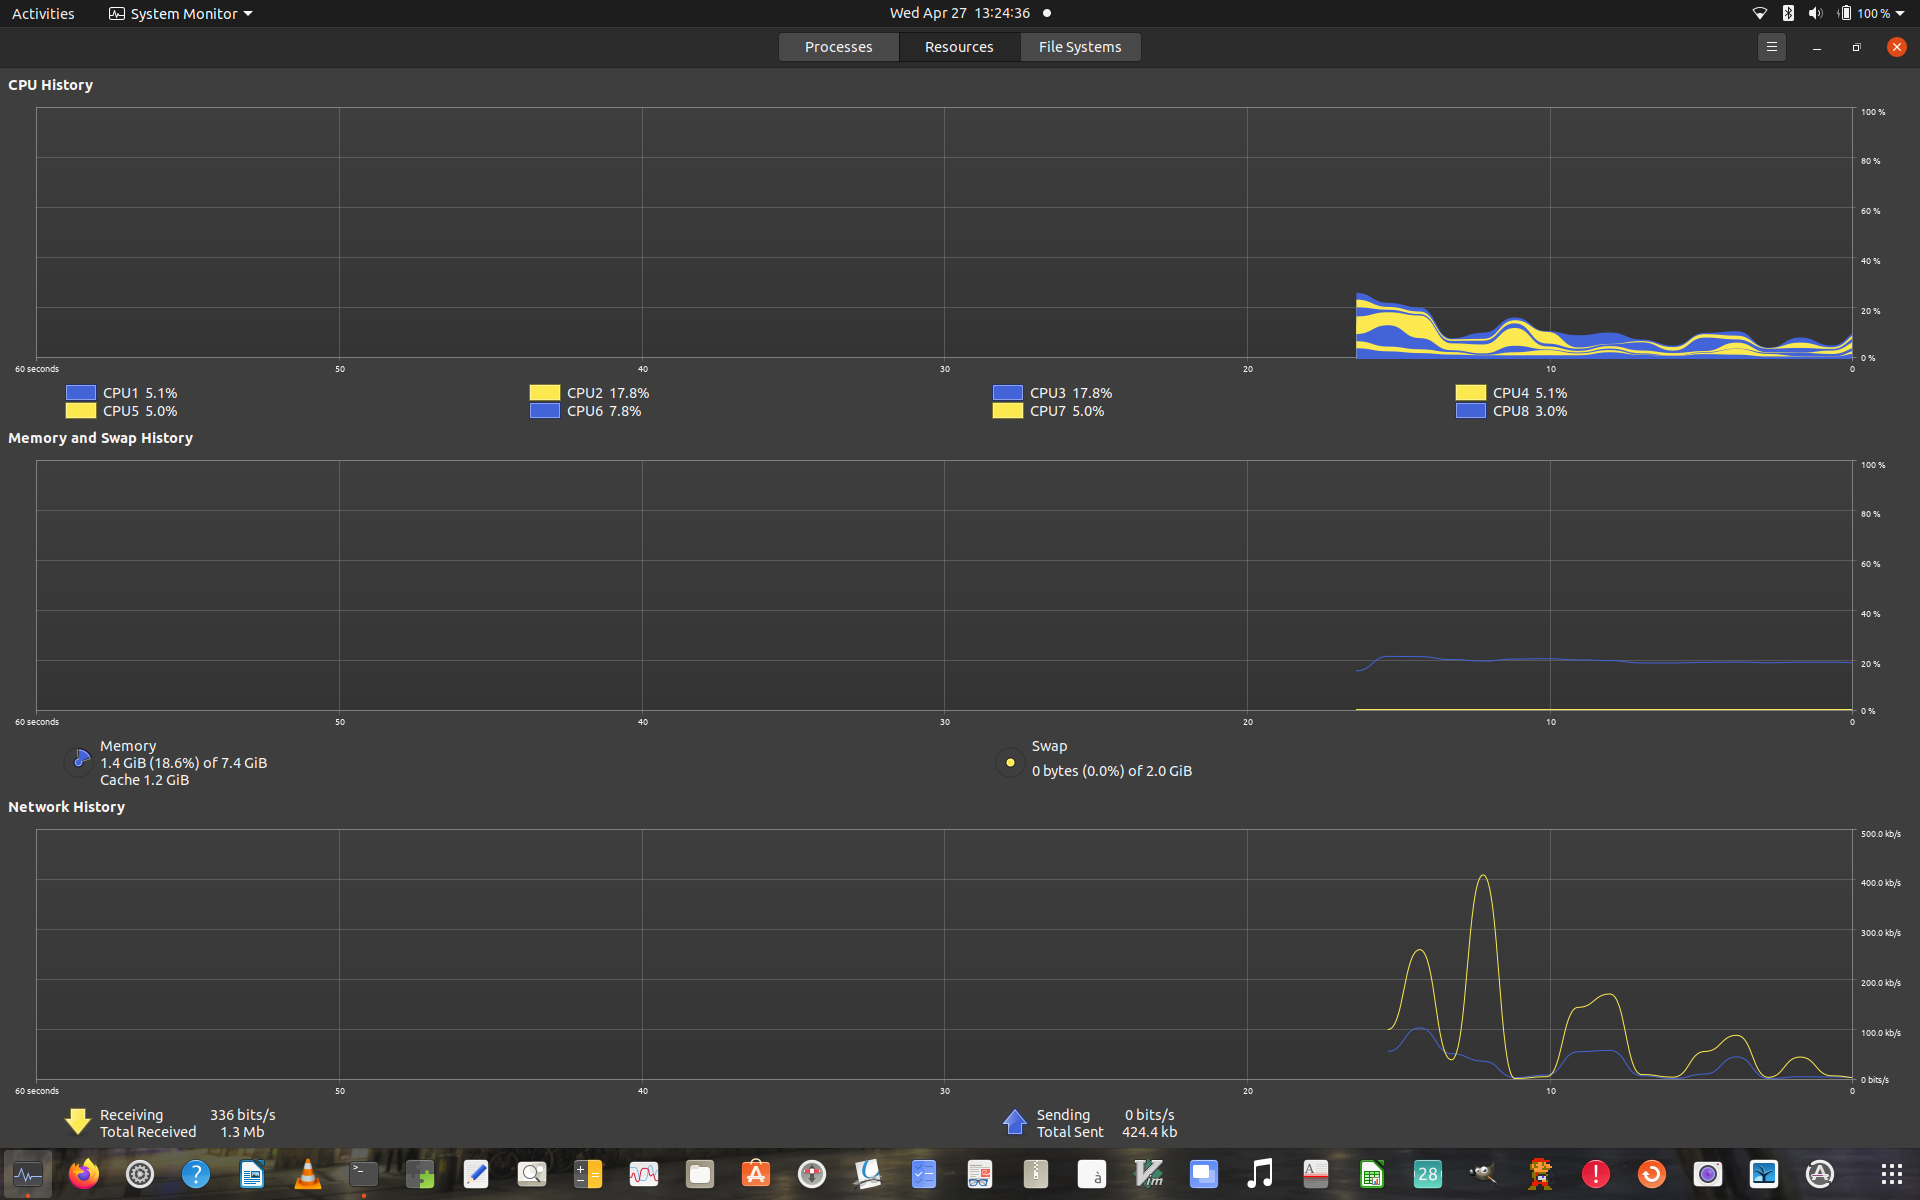 Activities System Monitor Wed Apr 27 13:24:36 100 %
Processes Resources File Systems
CPU History
100 %
80 %
60 %
40 %
20 %
0 %
60 seconds 50 40 30 20 10 0
CPU1 5.1% CPU2 17.8% CPU3 17.8% CPU4 5.1%
CPU5 5.0% CPU6 7.8% CPU7 5.0% CPU8 3.0%
Memory and Swap History
100 %
80 %
60 %
40 %
20 %
0 %
60 seconds 50 40 30 20 10 0
Memory
1.4 GiB (18.6%) of 7.4 GiB
Cache 1.2 GiB
Swap
0 bytes (0.0%) of 2.0 GiB
Network History
500.0 kb/s
400.0 kb/s
300.0 kb/s
200.0 kb/s
100.0 kb/s
0 bits/s
60 seconds 50 40 30 20 10 0
Receiving 336 bits/s
Total Received 1.3 Mb
Sending 0 bits/s
Total Sent 424.4 kb
? >_ A à Vim A 28 !